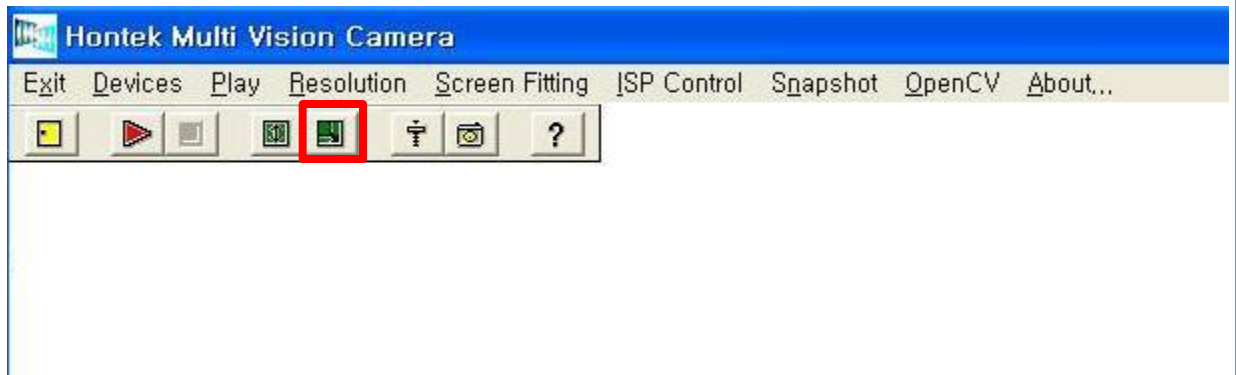 Hontek Multi Vision Camera
Exit Devices Play Resolution Screen Fitting ISP Control Snapshot OpenCV About...
?